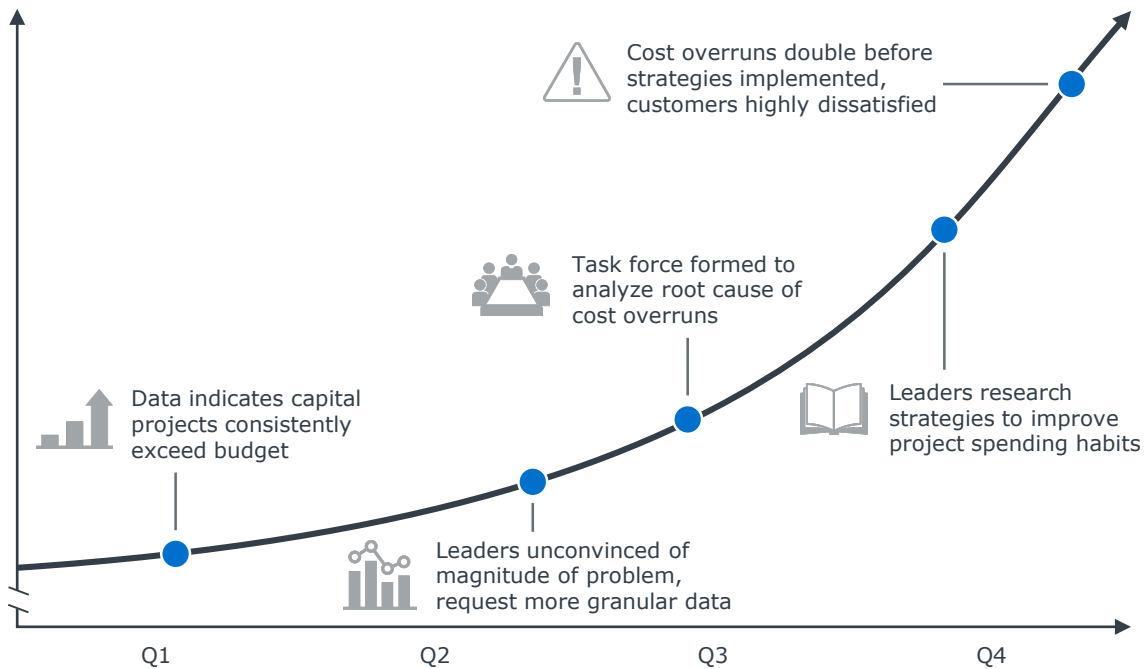 Cost overruns double before
strategies implemented,
customers highly dissatisfied
Task force formed to
analyze root cause of
cost overruns
Data indicates capital
projects consistently
exceed budget
Leaders research
strategies to improve
project spending habits
Leaders unconvinced of
magnitude of problem,
request more granular data
Q1 Q2 Q3 Q4